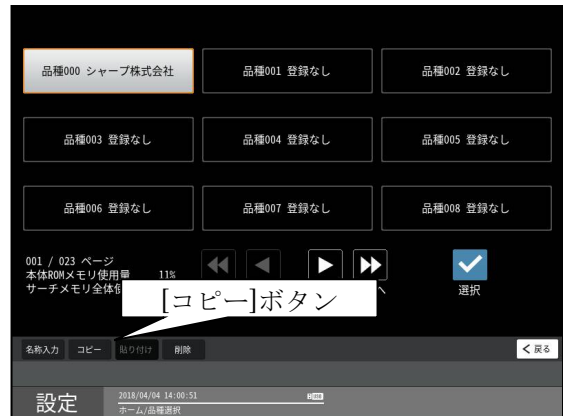 品種000 シャープ株式会社
品種001 登録なし
品種002 登録なし
品種003 登録なし
品種004 登録なし
品種005 登録なし
品種006 登録なし
品種007 登録なし
品種008 登録なし
001 / 023 ページ
本体ROMメモリ使用量 11%
サーチメモリ全体
選択
[コピー]ボタン
名称入力 コピー 貼り付け 削除
戻る
設定
2018/04/04 14:00:51
ホーム/品種選択